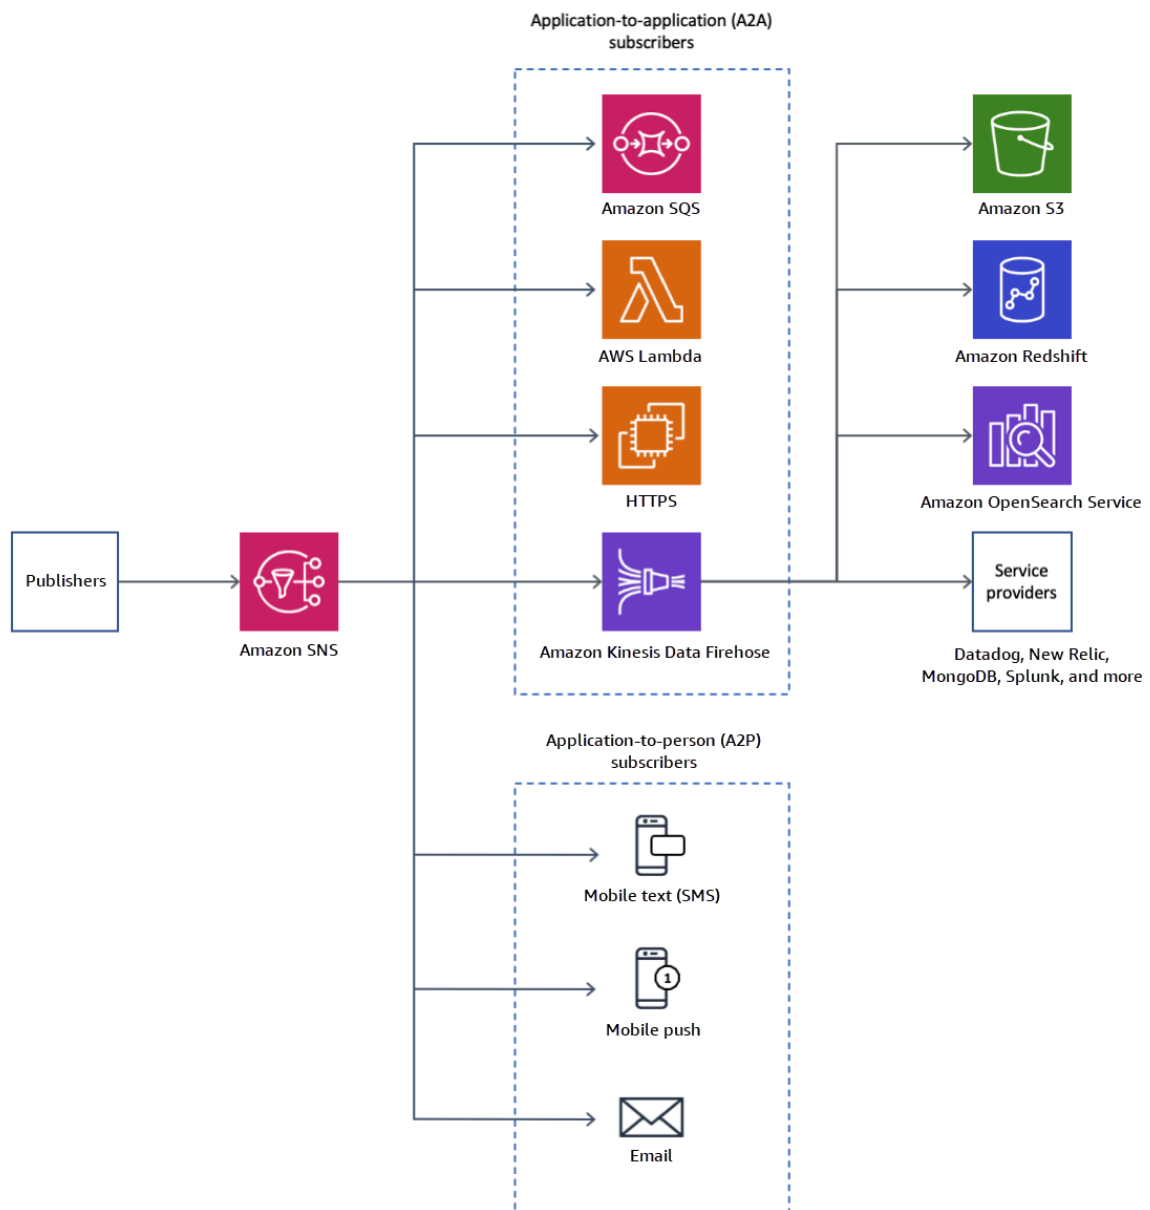 Application-to-application (A2A)
subscribers
Amazon SQS
Amazon S3
AWS Lambda
Amazon Redshift
HTTPS
Amazon OpenSearch Service
Publishers
Service
providers
Amazon SNS
Amazon Kinesis Data Firehose
Datadog, New Relic,
MongoDB, Splunk, and more
Application-to-person (A2P)
subscribers
Mobile text (SMS)
1
Mobile push
Email